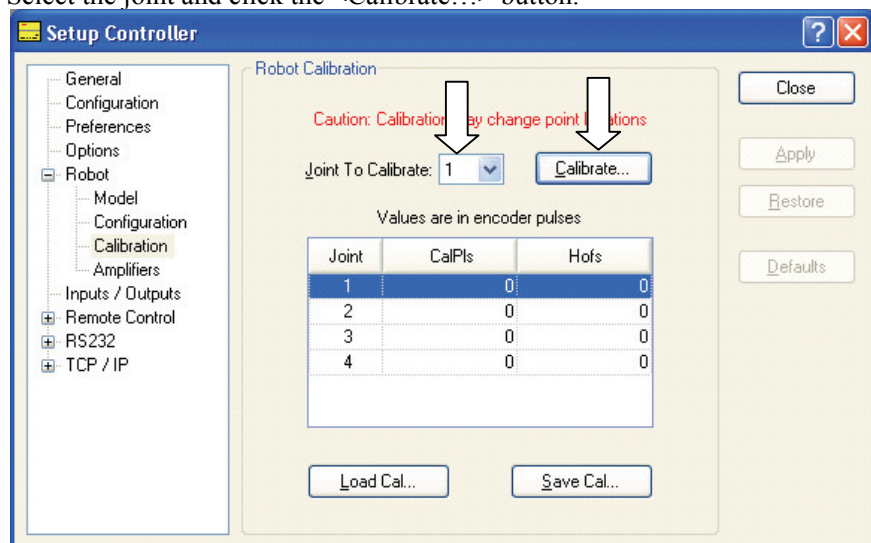 Select the joint and click the <Calibrate…> button.
Setup Controller
General
Configuration
Preferences
Options
Robot
Model
Configuration
Calibration
Amplifiers
Inputs / Outputs
Remote Control
RS232
TCP / IP
Robot Calibration
Caution: Calibration ay change point l ations
Joint To Calibrate: 1
Calibrate...
Values are in encoder pulses
Joint CalPls Hofs
1 0 0
2 0 0
3 0 0
4 0 0
Load Cal...
Save Cal...
Close
Apply
Restore
Defaults